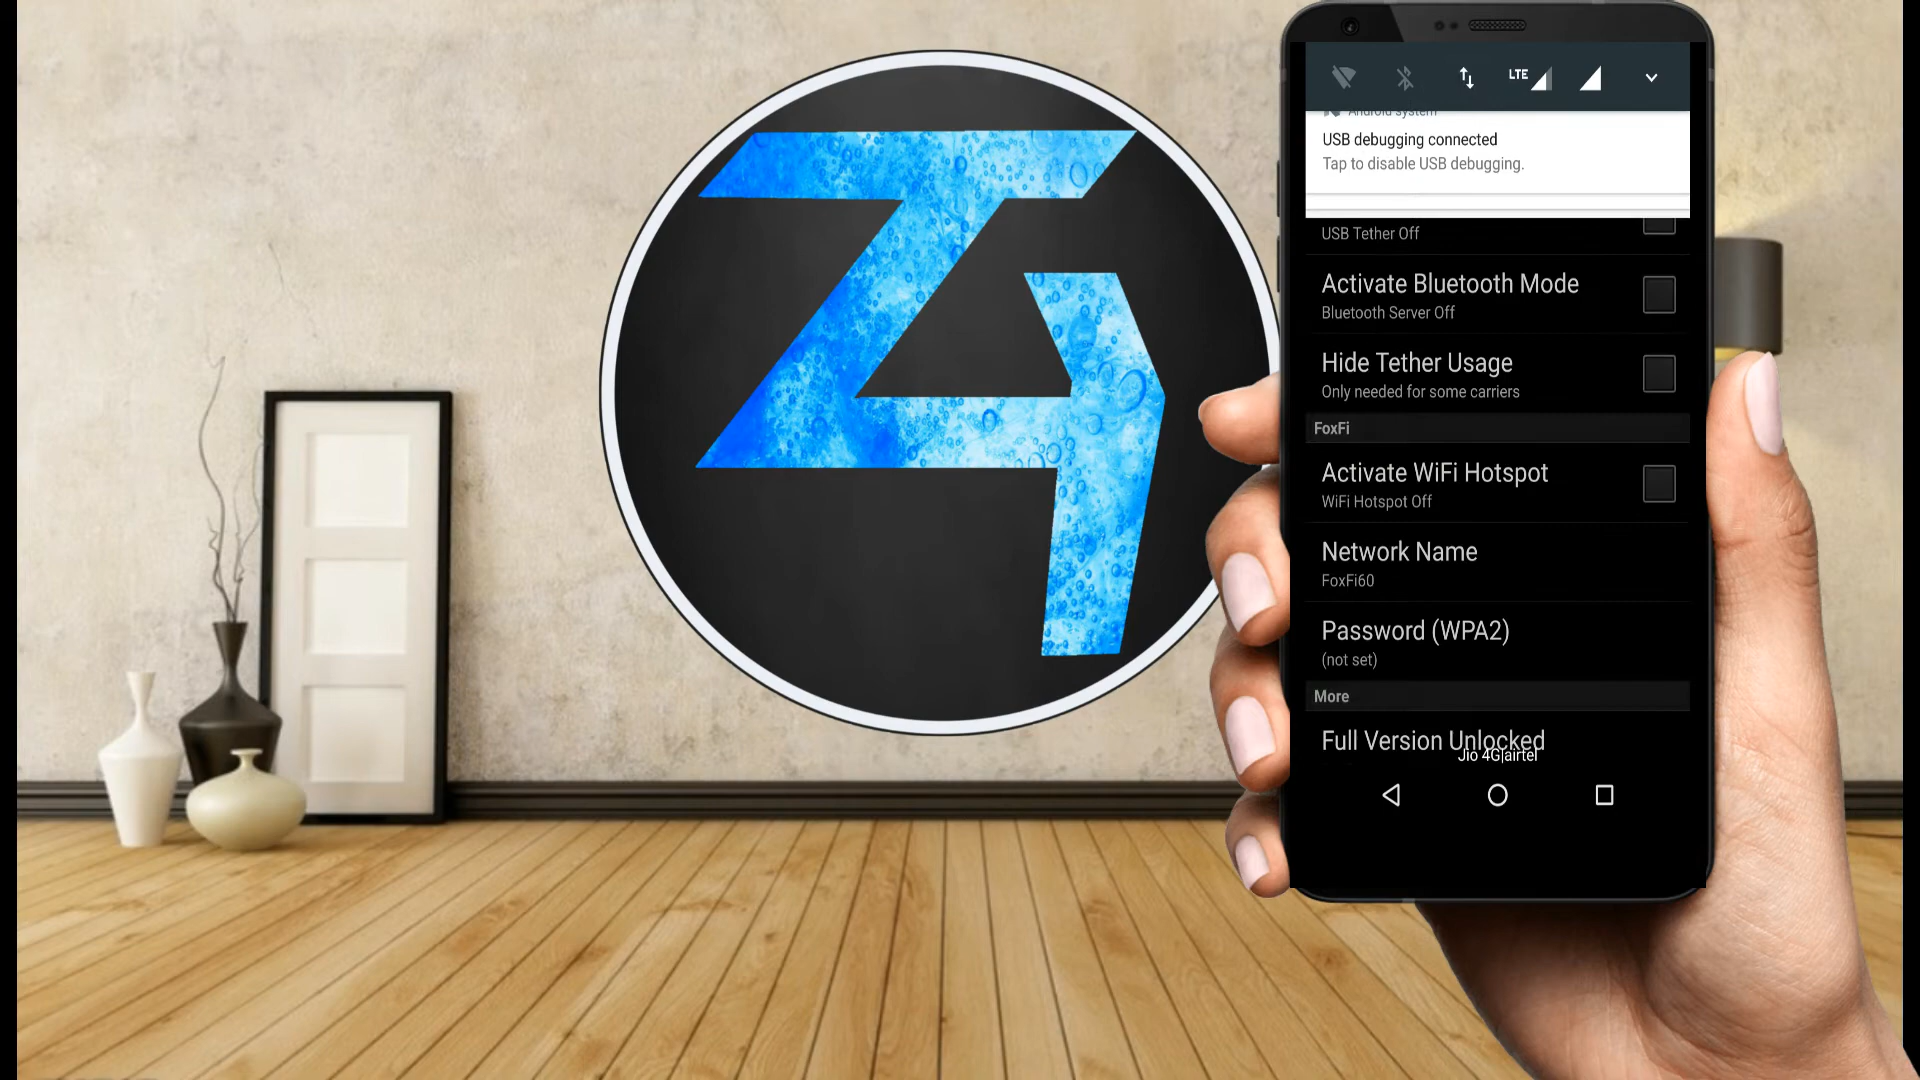 LTE
Android system
USB debugging connected
Tap to disable USB debugging.
USB Tether Off
Activate Bluetooth Mode
Bluetooth Server Off
Hide Tether Usage
Only needed for some carriers
FoxFi
Activate WiFi Hotspot
WiFi Hotspot Off
Network Name
FoxFi60
Password (WPA2)
(not set)
More
Full Version Unlocked
Jio 4G|airtel